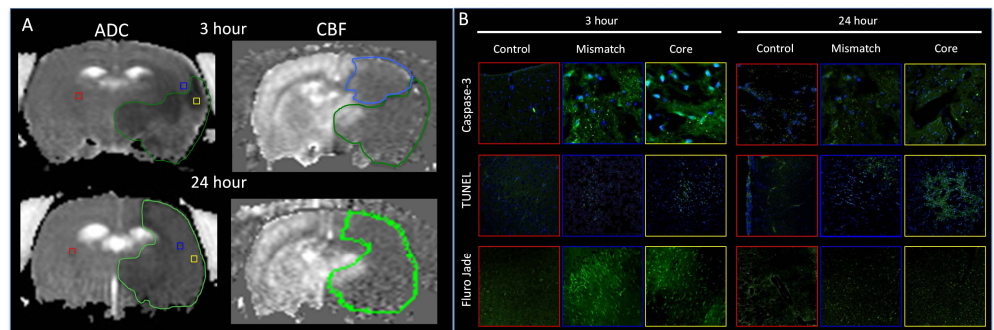 A
ADC
3 hour
CBF
24 hour
B
3 hour
24 hour
Control
Mismatch
Core
Control
Mismatch
Core
Caspase-3
TUNEL
Fluro Jade